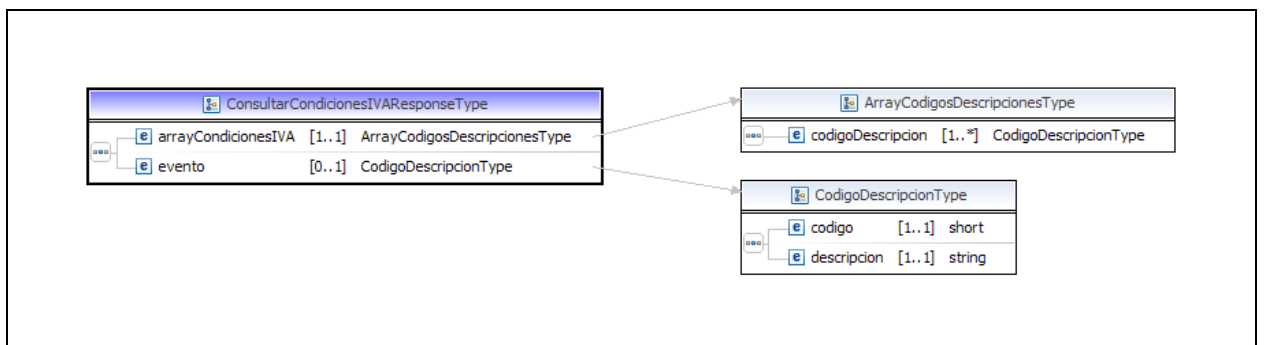 ConsultarCondicionesIVAResponseType
e arrayCondicionesIVA [1..1] ArrayCodigosDescripcionesType
e evento [0..1] CodigoDescripcionType
ArrayCodigosDescripcionesType
e codigoDescripcion [1..*] CodigoDescripcionType
CodigoDescripcionType
e codigo [1..1] short
e descripcion [1..1] string